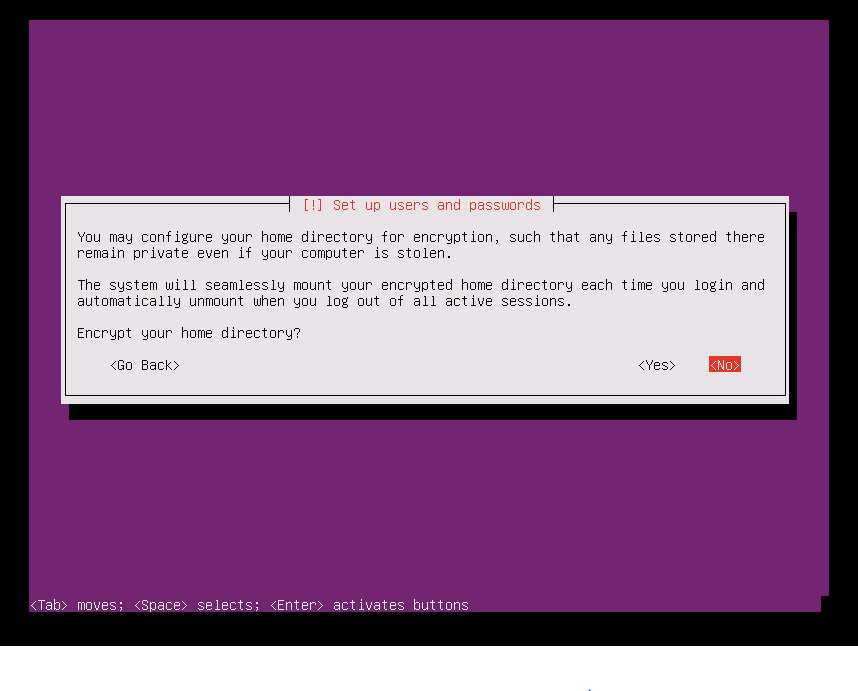 [!] Set up users and passwords
You may configure your home directory for encryption, such that any files stored there
remain private even if your computer is stolen.
The system will seamlessly mount your encrypted home directory each time you login and
automatically unmount when you log out of all active sessions.
Encrypt your home directory?
<Go Back> <Yes> <No>
<Tab> moves; <Space> selects; <Enter> activates buttons